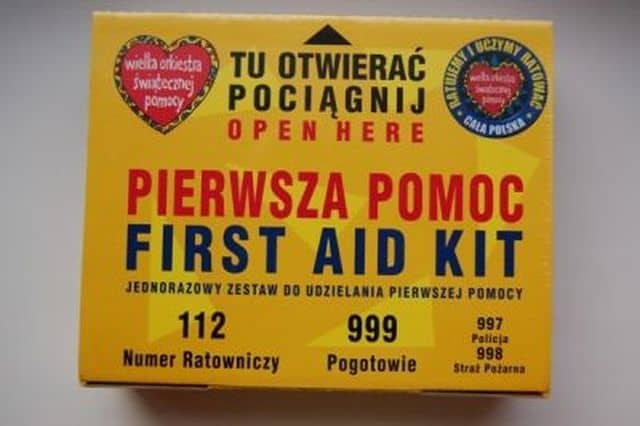 wielka orkiestra
świątecznej
pomocy
TU OTWIERAĆ
POCIĄGNIJ
OPEN HERE
RATUJEMY I UCZYMY RATOWAĆ
wielka orkiestra
świątecznej
pomocy
CAŁA POLSKA
PIERWSZA POMOC
FIRST AID KIT
JEDNORAZOWY ZESTAW DO UDZIELANIA PIERWSZEJ POMOCY
112
Numer Ratowniczy
999
Pogotowie
997
Policja
998
Straż Pożarna